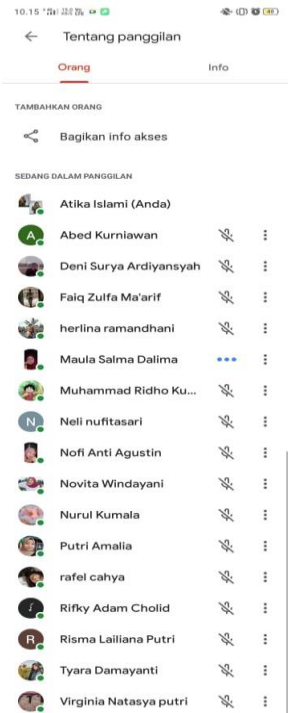 10.15
Tentang panggilan
Orang
Info
TAMBAHKAN ORANG
Bagikan info akses
SEDANG DALAM PANGGILAN
Atika Islami (Anda)
A Abed Kurniawan
Deni Surya Ardiyansyah
Faiq Zulfa Ma'arif
herlina ramandhani
Maula Salma Dalima
Muhammad Ridho Ku...
N Neli nufitasari
Nofi Anti Agustin
Novita Windayani
Nurul Kumala
Putri Amalia
rafel cahya
Rifky Adam Cholid
R Risma Lailiana Putri
Tyara Damayanti
Virginia Natasya putri